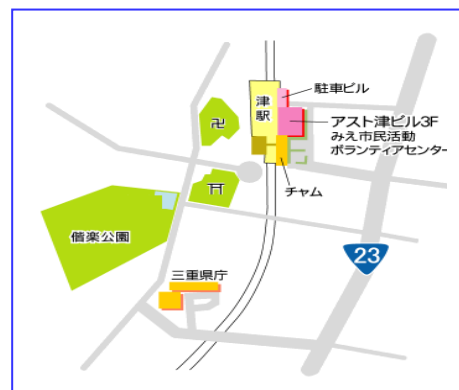 駐車ビル
津駅
アスト津ビル3F
みえ市民活動
ボランティアセンター
卍
チャム
偕楽公園
23
三重県庁